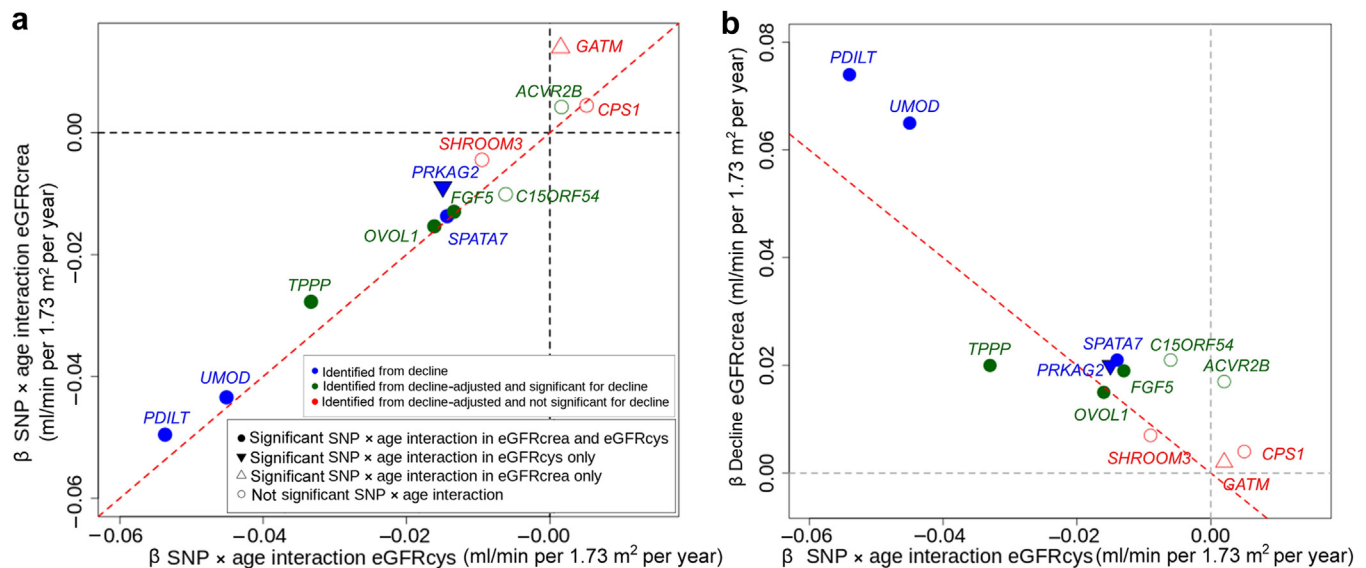 a
β SNP × age interaction eGFRcrea
(ml/min per 1.73 m² per year)
0.00
−0.02
−0.04
−0.06
GATM
ACVR2B
CPS1
SHROOM3
PRKAG2
FGF5
C15ORF54
OVOL1
SPATA7
TPPP
UMOD
PDILT
Identified from decline
Identified from decline-adjusted and significant for decline
Identified from decline-adjusted and not significant for decline
Significant SNP × age interaction in eGFRcrea and eGFRcys
Significant SNP × age interaction in eGFRcys only
Significant SNP × age interaction in eGFRcrea only
Not significant SNP × age interaction
−0.06 −0.04 −0.02 −0.00
β SNP × age interaction eGFRcys (ml/min per 1.73 m² per year)
b
β Decline eGFRcrea (ml/min per 1.73 m² per year)
0.08
0.06
0.04
0.02
0.00
PDILT
UMOD
TPPP
SPATA7
C15ORF54
PRKAG2
ACVR2B
FGF5
OVOL1
SHROOM3
CPS1
GATM
−0.06 −0.04 −0.02 0.00
β SNP × age interaction eGFRcys (ml/min per 1.73 m² per year)